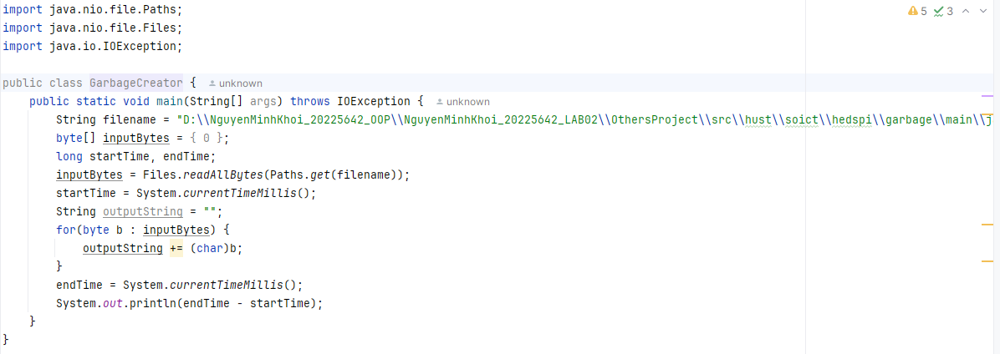 import java.nio.file.Paths;
import java.nio.file.Files;
import java.io.IOException;
5 3
public class GarbageCreator { unknown
public static void main(String[] args) throws IOException { unknown
String filename = "D:\\NguyenMinhKhoi_20225642_OOP\\NguyenMinhKhoi_20225642_LAB02\\OthersProject\\src\\hust\\soict\\hedspi\\garbage\\main\\j
byte[] inputBytes = { 0 };
long startTime, endTime;
inputBytes = Files.readAllBytes(Paths.get(filename));
startTime = System.currentTimeMillis();
String outputString = "";
for(byte b : inputBytes) {
outputString += (char)b;
}
endTime = System.currentTimeMillis();
System.out.println(endTime - startTime);
}
}